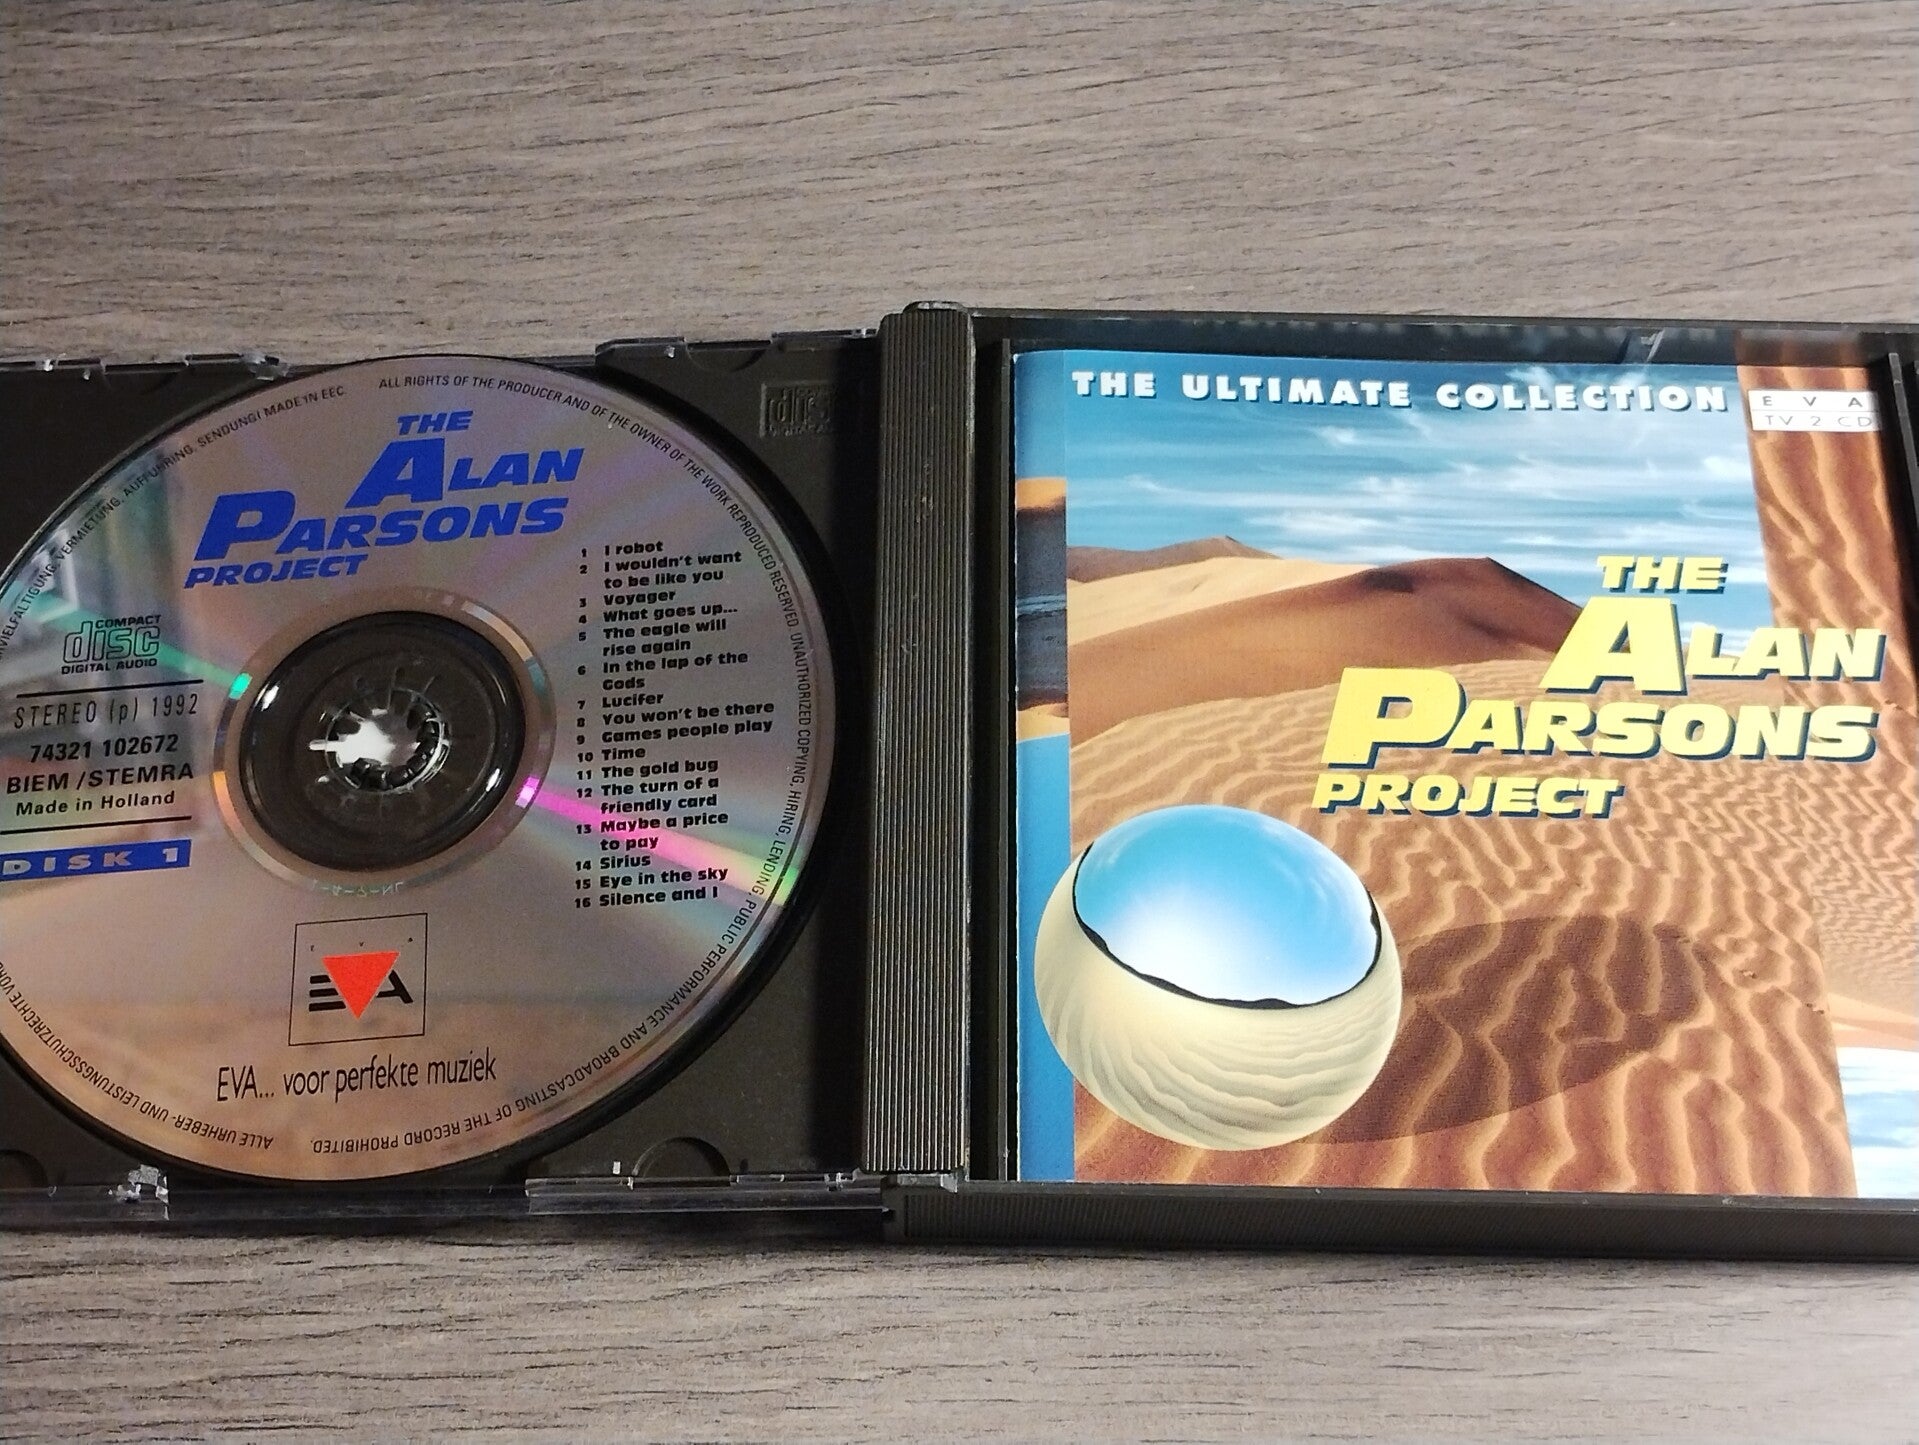 ALL RIGHTS OF THE PRODUCER AND OF THE OWNER OF THE WORK REPRODUCED RESERVED. UNAUTHORIZED COPYING, HIRING, LENDING, PUBLIC PERFORMANCE AND BROADCASTING OF THE RECORD PROHIBITED.
ALLE URHEBER- UND LEISTUNGSSCHUTZRECHTE
VERMIETUNG, AUFFÜHRUNG, SENDUNG! MADE IN EEC.
THE
ALAN
PARSONS
PROJECT
1 I robot
2 I wouldn't want
to be like you
3 Voyager
4 What goes up...
5 The eagle will
rise again
6 In the lap of the
Gods
7 Lucifer
8 You won't be there
9 Games people play
10 Time
11 The gold bug
12 The turn of a
friendly card
13 Maybe a price
to pay
14 Sirius
15 Eye in the sky
16 Silence and I
COMPACT
disc
DIGITAL AUDIO
STEREO (p) 1992
74321 102672
BIEM/STEMRA
Made in Holland
DISK 1
EVA
EVA... voor perfekte muziek
disc
THE ULTIMATE COLLECTION
EVA
TV 2 CD
THE
ALAN
PARSONS
PROJECT